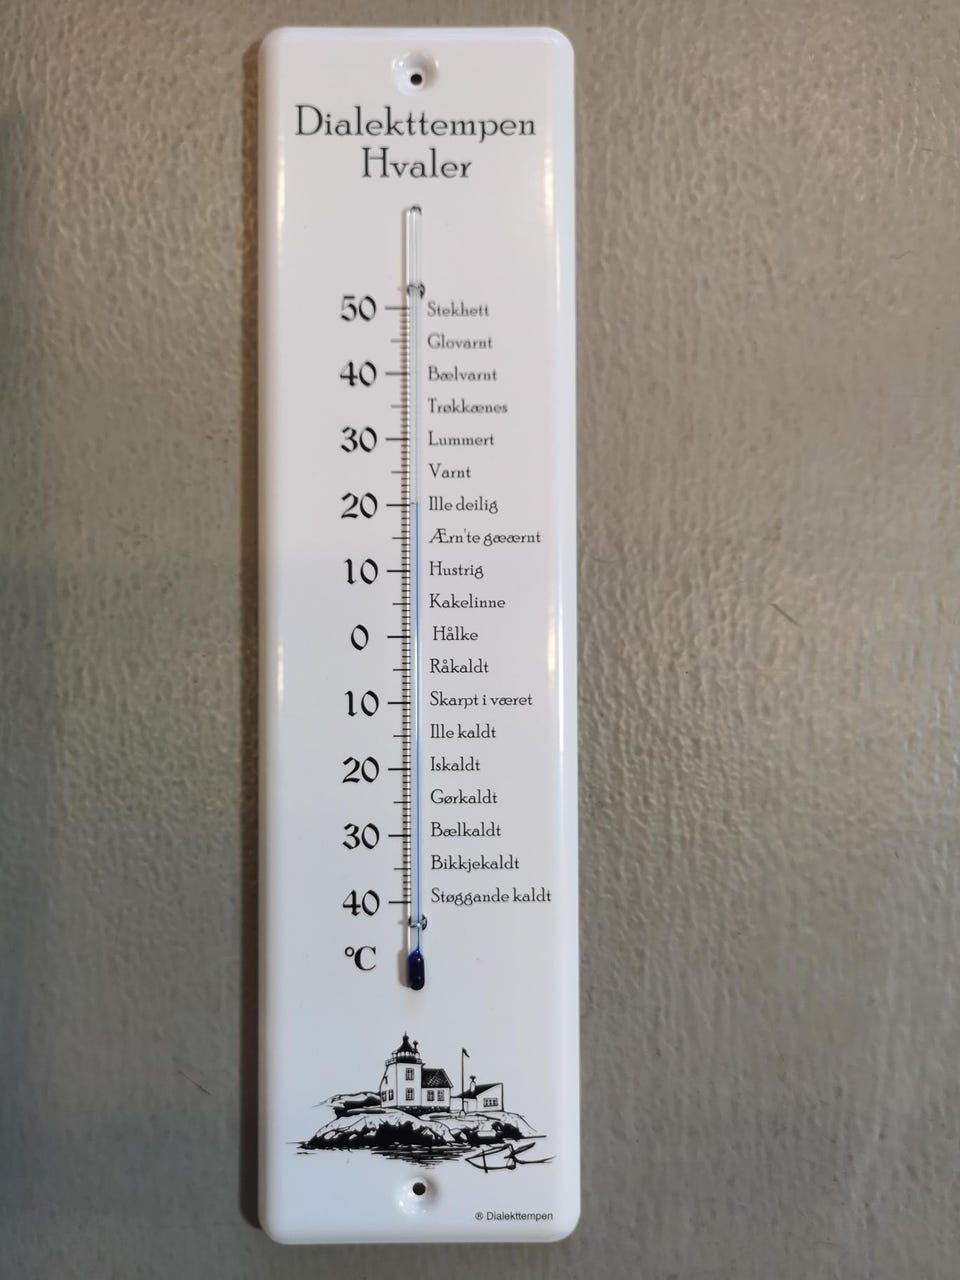 Dialekttempen
Hvaler
50 Stekhett
Glovarnt
40 Bælvarnt
Trøkkænes
30 Lummert
Varnt
20 Ille deilig
Ærn'te gææernt
10 Hustrig
Kakelinne
0 Hålke
Råkaldt
10 Skarpt i været
Ille kaldt
20 Iskaldt
Gørkaldt
30 Bælkaldt
Bikkjekaldt
40 Støggande kaldt
°C
® Dialekttempen